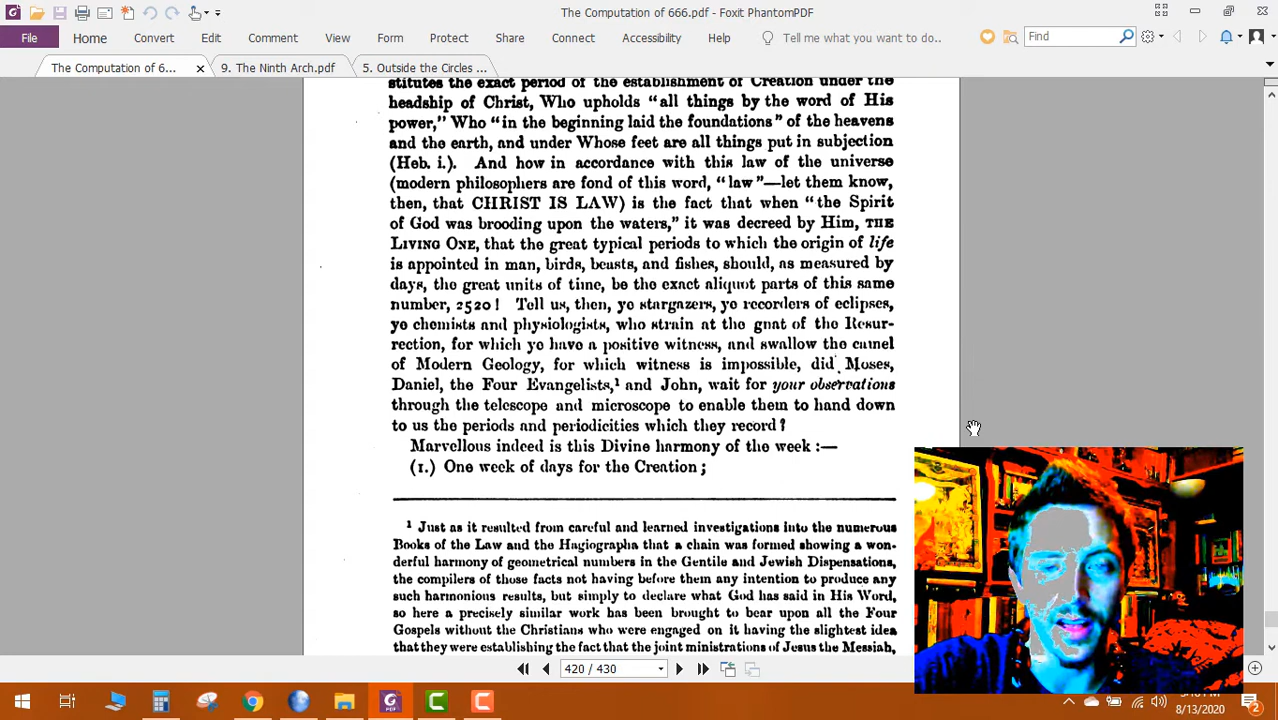 The Computation of 666.pdf - Foxit PhantomPDF
File Home Convert Edit Comment View Form Protect Share Connect Accessibility Help Tell me what you want to do.. Find
The Computation of 6... 9. The Ninth Arch.pdf 5. Outside the Circles ...
stitutes the exact period of the establishment of Creation under the
headship of Christ, Who upholds “all things by the word of His
power,” Who “in the beginning laid the foundations” of the heavens
and the earth, and under Whose feet are all things put in subjection
(Heb. i.). And how in accordance with this law of the universe
(modern philosophers are fond of this word, “law”—let them know,
then, that CHRIST IS LAW) is the fact that when “the Spirit
of God was brooding upon the waters,” it was decreed by Him, THE
LIVING ONE, that the great typical periods to which the origin of life
is appointed in man, birds, beasts, and fishes, should, as measured by
days, the great units of time, be the exact aliquot parts of this same
number, 2520! Tell us, then, ye stargazers, ye recorders of eclipses,
ye chemists and physiologists, who strain at the gnat of the Resur-
rection, for which ye have a positive witness, and swallow the camel
of Modern Geology, for which witness is impossible, did Moses,
Daniel, the Four Evangelists,¹ and John, wait for your observations
through the telescope and microscope to enable them to hand down
to us the periods and periodicities which they record?
Marvellous indeed is this Divine harmony of the week :—
(1.) One week of days for the Creation;
¹ Just as it resulted from careful and learned investigations into the numerous
Books of the Law and the Hagiographa that a chain was formed showing a won-
derful harmony of geometrical numbers in the Gentile and Jewish Dispensations,
the compilers of those facts not having before them any intention to produce any
such harmonious results, but simply to declare what God has said in His Word,
so here a precisely similar work has been brought to bear upon all the Four
Gospels without the Christians who were engaged on it having the slightest idea
that they were establishing the fact that the joint ministrations of Jesus the Messiah,
420 / 430
8/13/2020
2